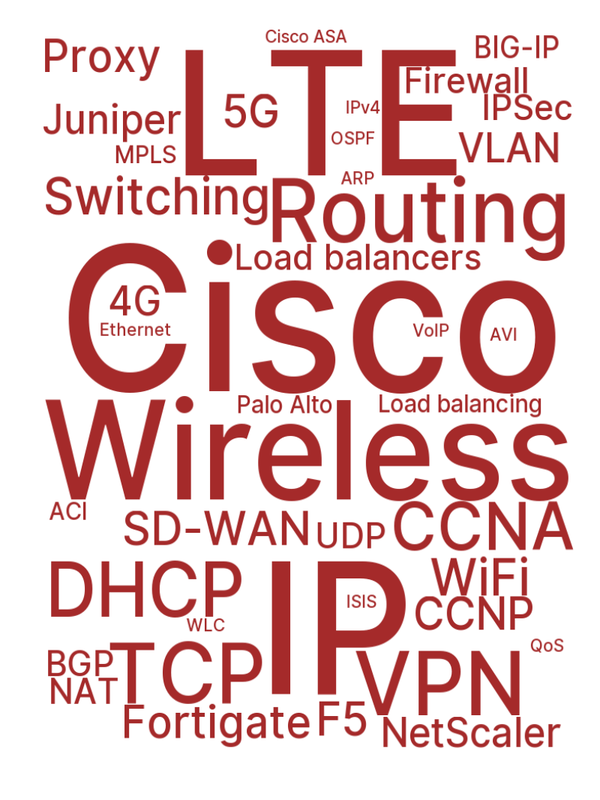 Cisco ASA
Proxy
LTE
BIG-IP
Firewall
5G
IPv4
IPSec
Juniper
OSPF
VLAN
MPLS
ARP
Switching
Routing
Load balancers
Cisco
4G
Ethernet
VoIP
AVI
Palo Alto
Load balancing
Wireless
ACI
SD-WAN
UDP
CCNA
DHCP
IP
WiFi
ISIS
CCNP
WLC
QoS
BGP
TCP
VPN
NAT
Fortigate
F5
NetScaler